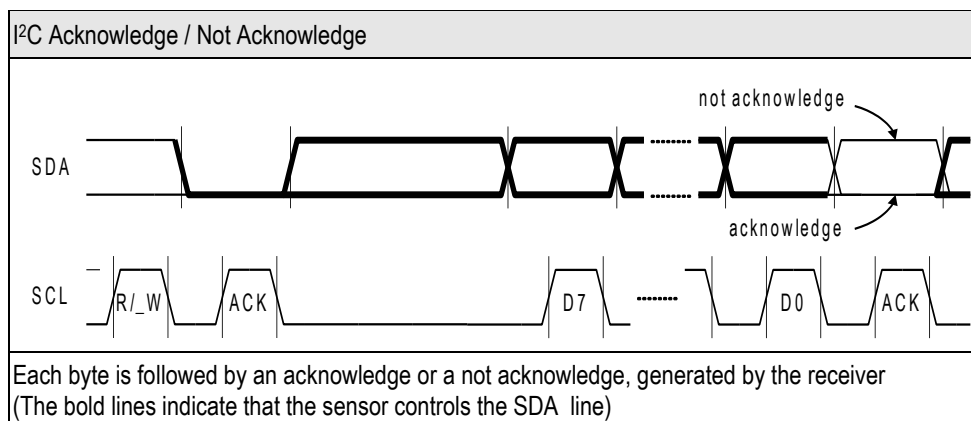 I²C Acknowledge / Not Acknowledge
not acknowledge
SDA
acknowledge
SCL
R/_W
ACK
D7
D0
ACK
Each byte is followed by an acknowledge or a not acknowledge, generated by the receiver
(The bold lines indicate that the sensor controls the SDA line)